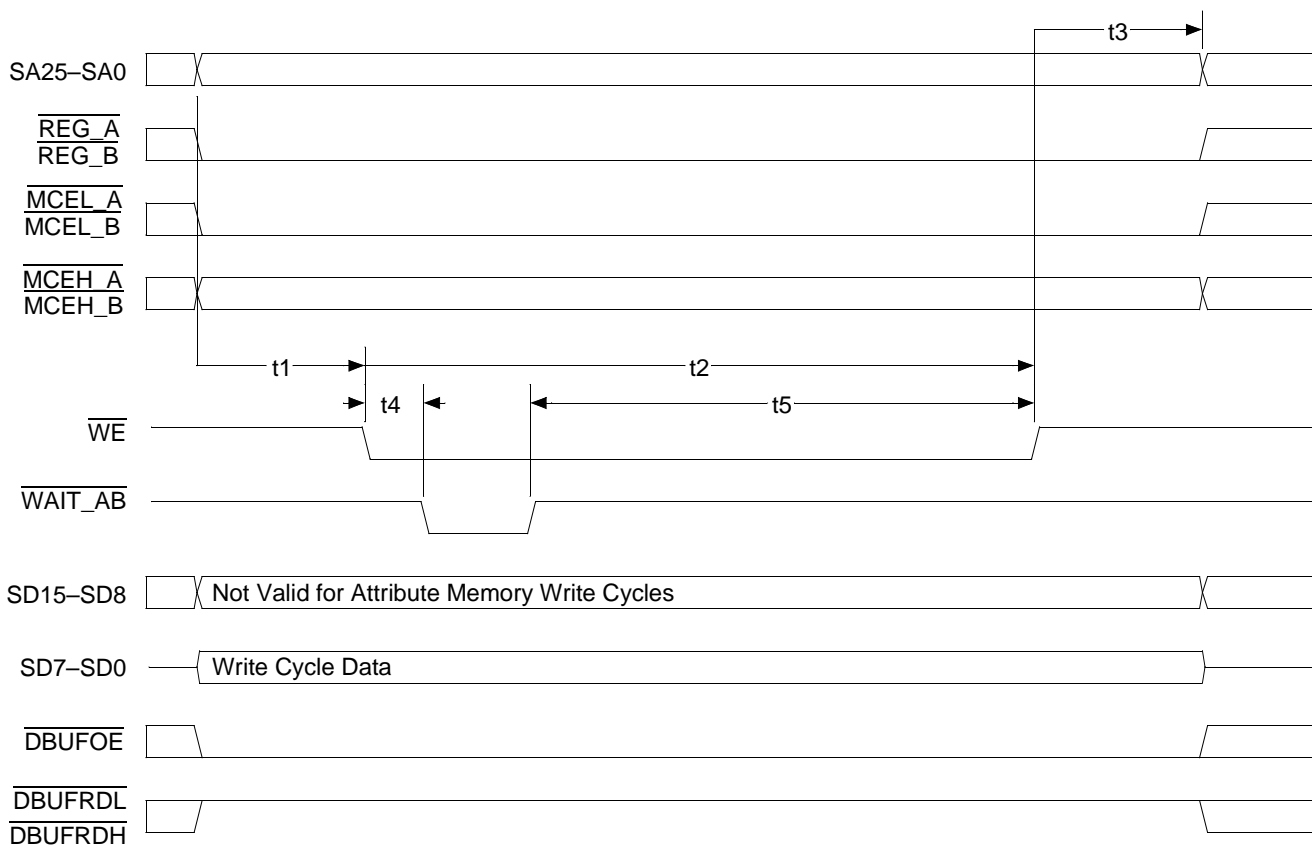 t3
SA25–SA0
REG_A
REG_B
MCEL_A
MCEL_B
MCEH_A
MCEH_B
t1
t2
t4
t5
WE
WAIT_AB
SD15–SD8
Not Valid for Attribute Memory Write Cycles
SD7–SD0
Write Cycle Data
DBUFOE
DBUFRDL
DBUFRDH